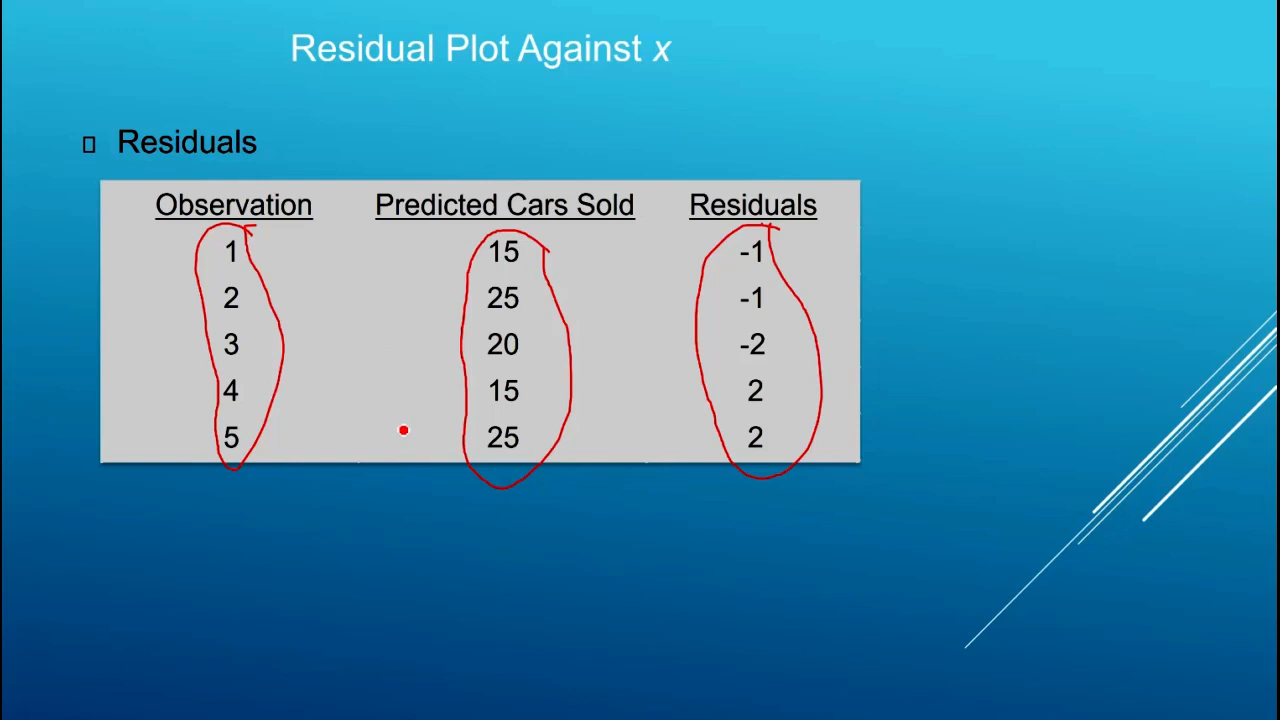 Residual Plot Against x
Residuals
Observation Predicted Cars Sold Residuals
1 15 -1
2 25 -1
3 20 -2
4 15 2
5 25 2